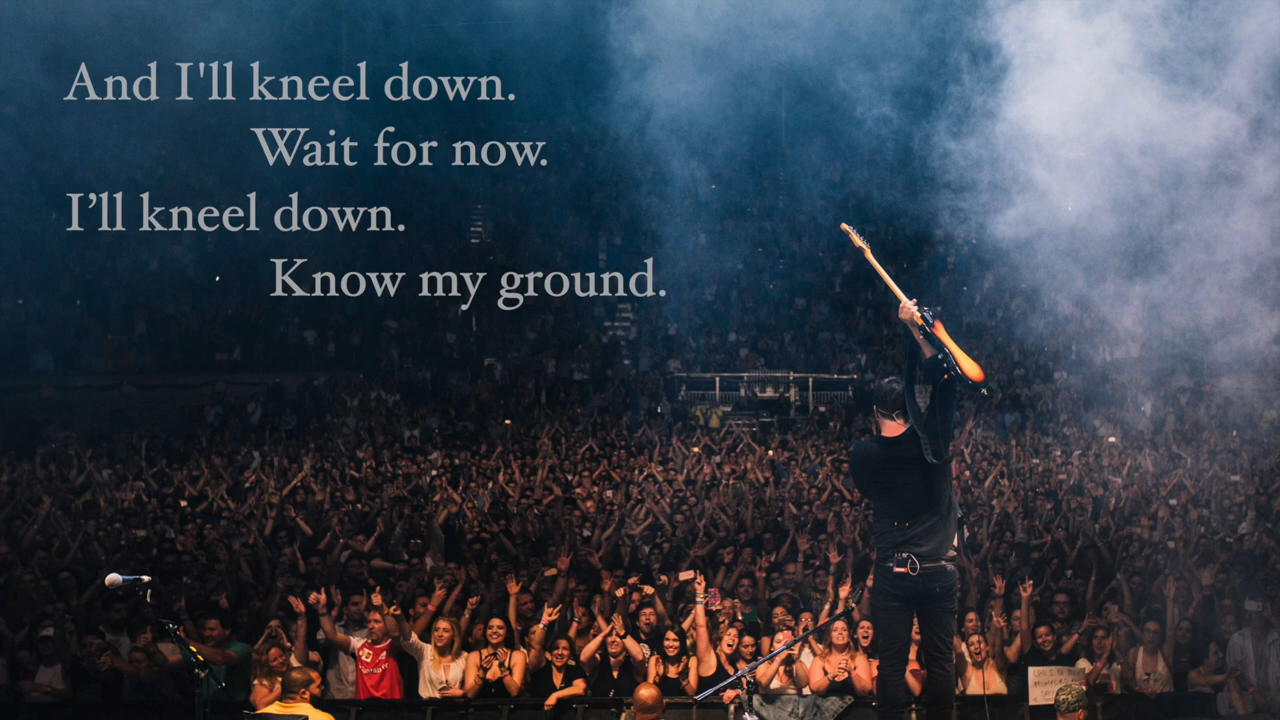 And I'll kneel down.
Wait for now.
I’ll kneel down.
Know my ground.